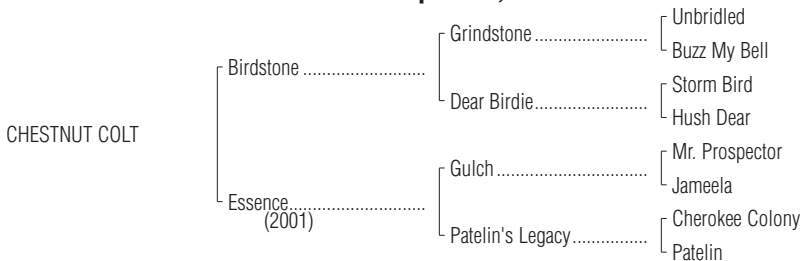 Unbridled
Grindstone
Buzz My Bell
Birdstone
Storm Bird
Dear Birdie
Hush Dear
CHESTNUT COLT
Mr. Prospector
Gulch
Jameela
Essence
(2001)
Cherokee Colony
Patelin's Legacy
Patelin